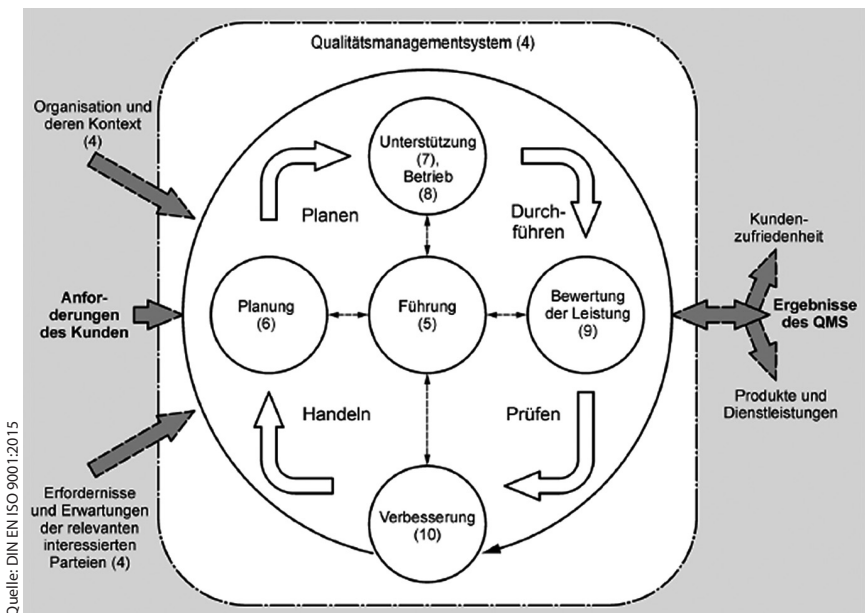 Qualitätsmanagementsystem (4)
Organisation und
deren Kontext
(4)
Unterstützung
(7),
Betrieb
(8)
Planen
Durch-
führen
Kunden-
zufriedenheit
Anfor-
derungen
des Kunden
Planung
(6)
Führung
(5)
Bewertung
der Leistung
(9)
Ergebnisse
des QMS
Handeln
Prüfen
Produkte und
Dienstleistungen
Erfordernisse
und Erwartungen
der relevanten
interessierten
Parteien (4)
Verbesserung
(10)
Quelle: DIN EN ISO 9001:2015